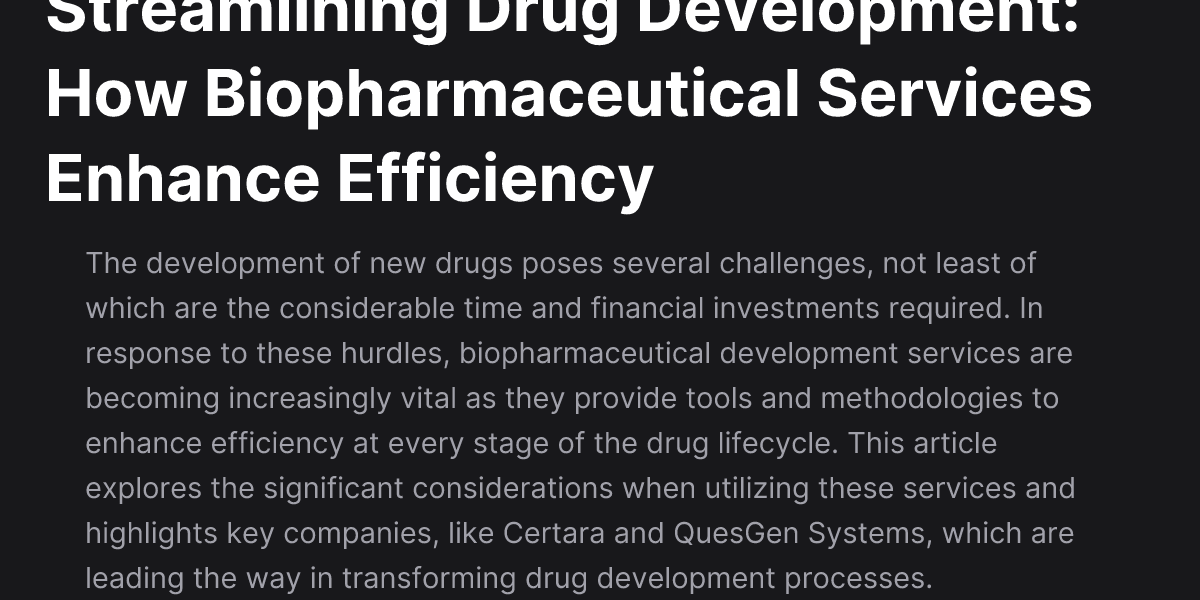 Streamlining Drug Development:
How Biopharmaceutical Services
Enhance Efficiency
The development of new drugs poses several challenges, not least of
which are the considerable time and financial investments required. In
response to these hurdles, biopharmaceutical development services are
becoming increasingly vital as they provide tools and methodologies to
enhance efficiency at every stage of the drug lifecycle. This article
explores the significant considerations when utilizing these services and
highlights key companies, like Certara and QuesGen Systems, which are
leading the way in transforming drug development processes.